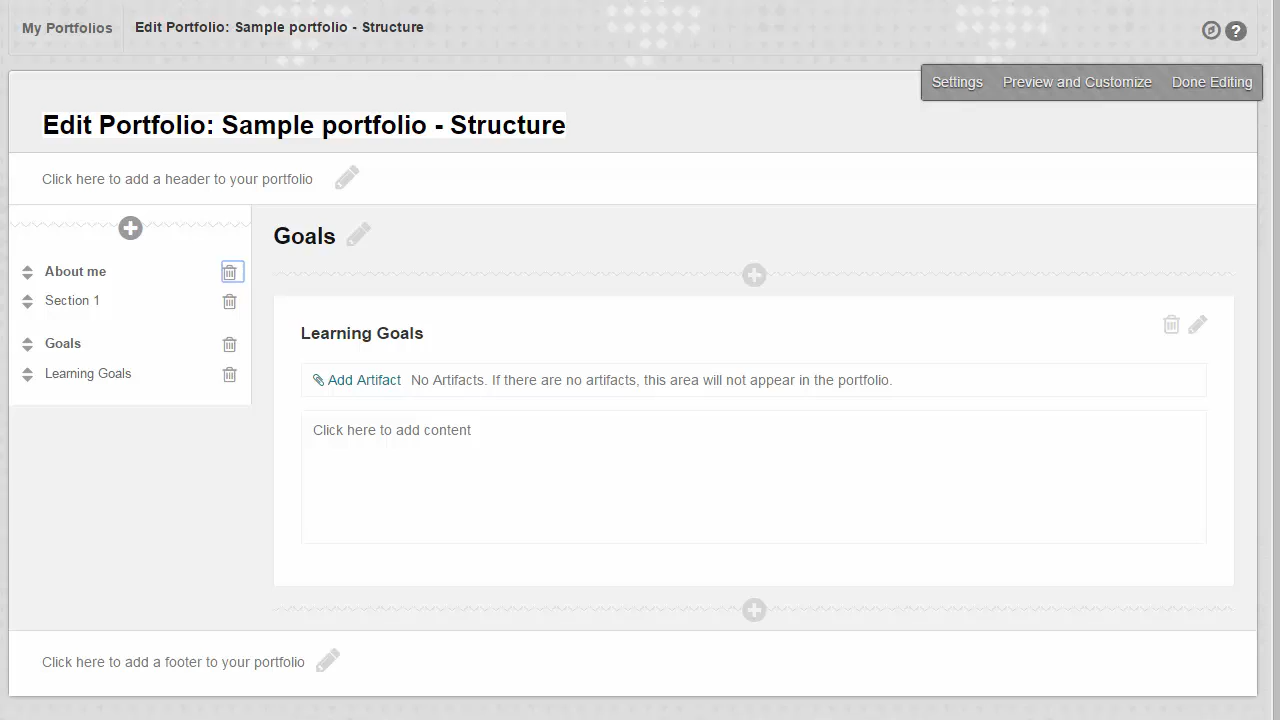 My Portfolios
Edit Portfolio: Sample portfolio - Structure
?
Settings
Preview and Customize
Done Editing
Edit Portfolio: Sample portfolio - Structure
Click here to add a header to your portfolio
About me
Section 1
Goals
Learning Goals
Goals
Learning Goals
Add Artifact No Artifacts. If there are no artifacts, this area will not appear in the portfolio.
Click here to add content
Click here to add a footer to your portfolio